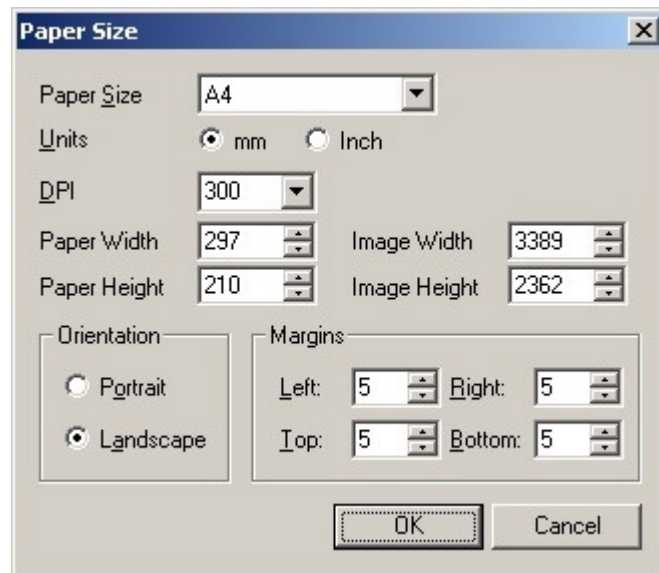 Paper Size
Paper Size A4
Units mm Inch
DPI 300
Paper Width 297 Image Width 3389
Paper Height 210 Image Height 2362
Orientation Margins
Portrait Left: 5 Right: 5
Landscape Top: 5 Bottom: 5
OK Cancel